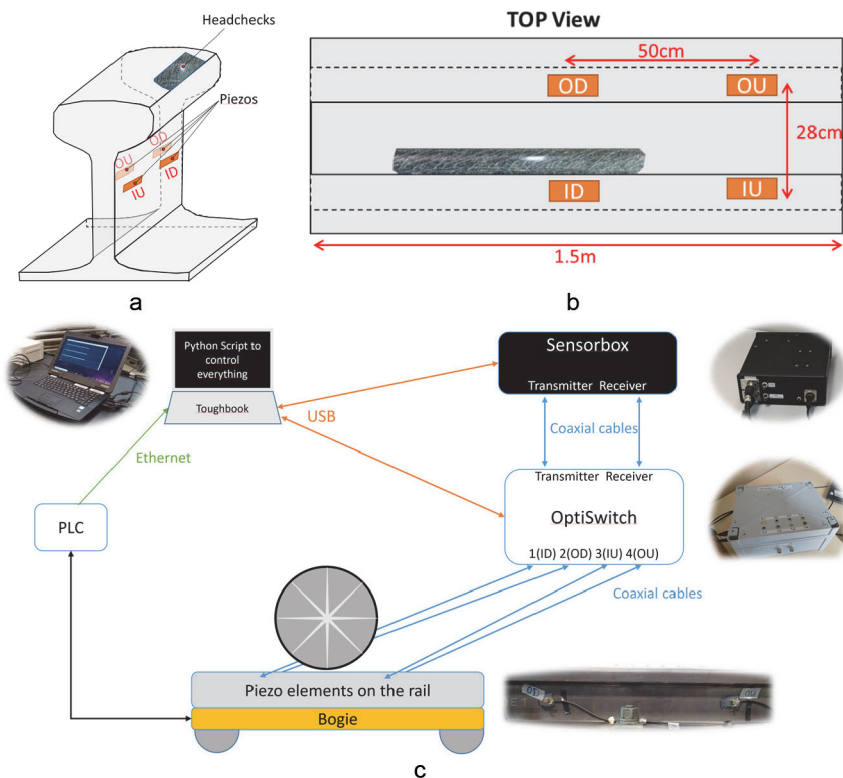 Headchecks
Piezos
OU
OD
IU
ID
a
TOP View
50cm
OD
OU
28cm
ID
IU
1.5m
b
Python Script to
control
everything
Toughbook
Sensorbox
Transmitter Receiver
USB
Coaxial cables
Ethernet
Transmitter Receiver
OptiSwitch
PLC
1(ID) 2(OD) 3(IU) 4(OU)
Coaxial cables
Piezo elements on the rail
Bogie
OD
OU
c